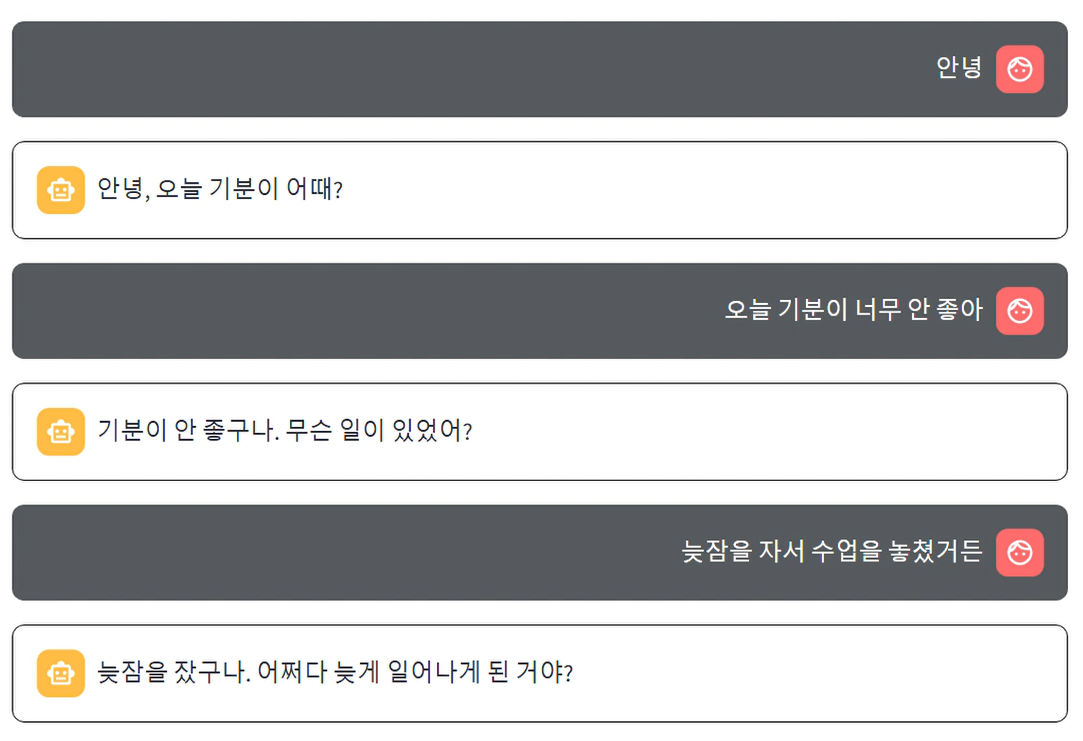 안녕
안녕, 오늘 기분이 어때?
오늘 기분이 너무 안 좋아
기분이 안 좋구나. 무슨 일이 있었어?
늦잠을 자서 수업을 놓쳤거든
늦잠을 잤구나. 어쩌다 늦게 일어나게 된 거야?